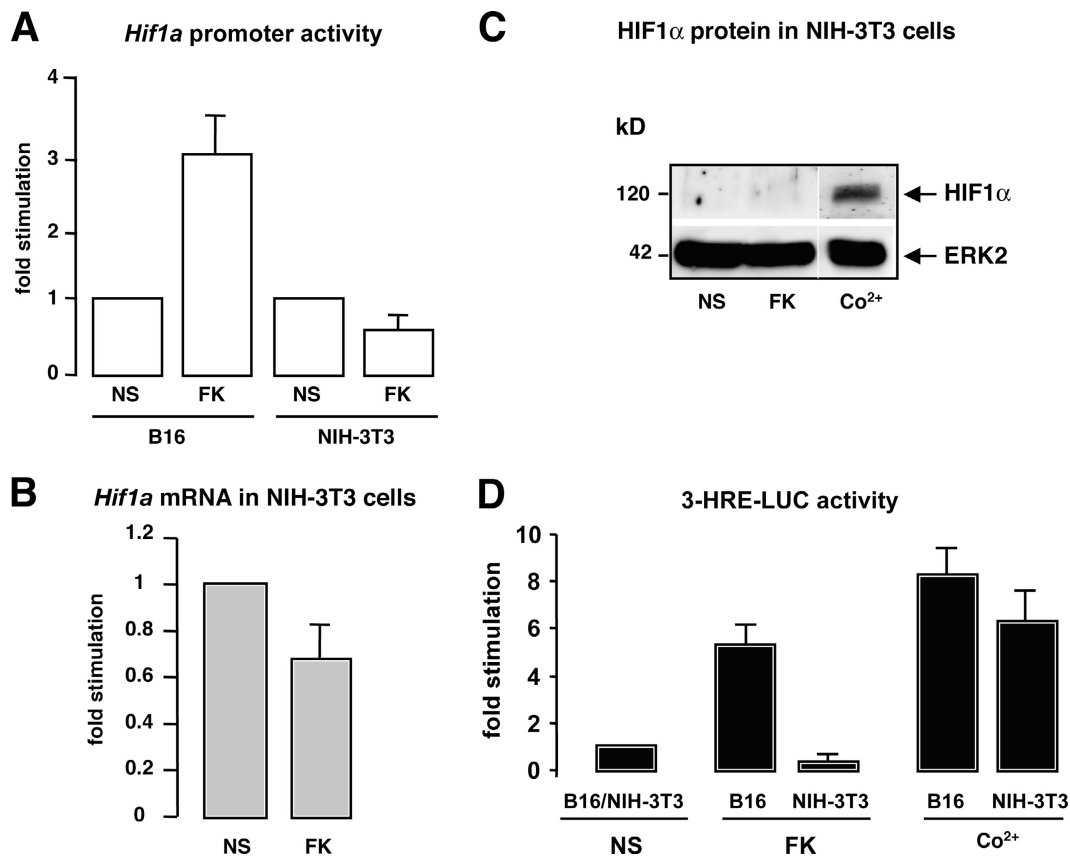 A
Hif1a promoter activity
4
3
2
1
0
fold stimulation
NS FK NS FK
B16 NIH-3T3
B
Hif1a mRNA in NIH-3T3 cells
1.2
1
0.8
0.6
0.4
0.2
0
fold stimulation
NS FK
C
HIF1α protein in NIH-3T3 cells
kD
120
HIF1α
42
ERK2
NS FK Co²⁺
D
3-HRE-LUC activity
10
8
6
4
2
0
fold stimulation
B16/NIH-3T3 B16 NIH-3T3 B16 NIH-3T3
NS FK Co²⁺